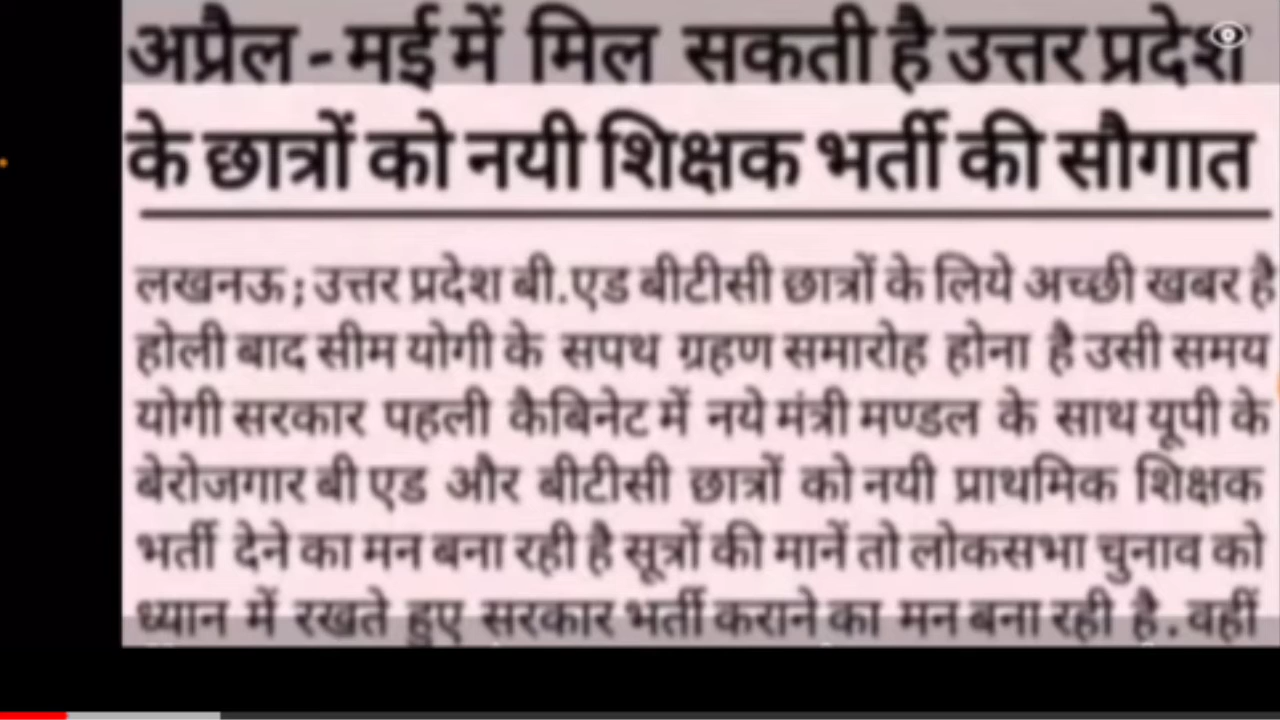 अप्रैल - मई में मिल सकती है उत्तर प्रदेश
के छात्रों को नयी शिक्षक भर्ती की सौगात
लखनऊ; उत्तर प्रदेश बी.एड बीटीसी छात्रों के लिये अच्छी खबर है
होली बाद सीम योगी के सपथ ग्रहण समारोह होना है उसी समय
योगी सरकार पहली कैबिनेट में नये मंत्री मण्डल के साथ यूपी के
बेरोजगार बी एड और बीटीसी छात्रों को नयी प्राथमिक शिक्षक
भर्ती देने का मन बना रही है सूत्रों की मानें तो लोकसभा चुनाव को
ध्यान में रखते हुए सरकार भर्ती कराने का मन बना रही है . वहीं